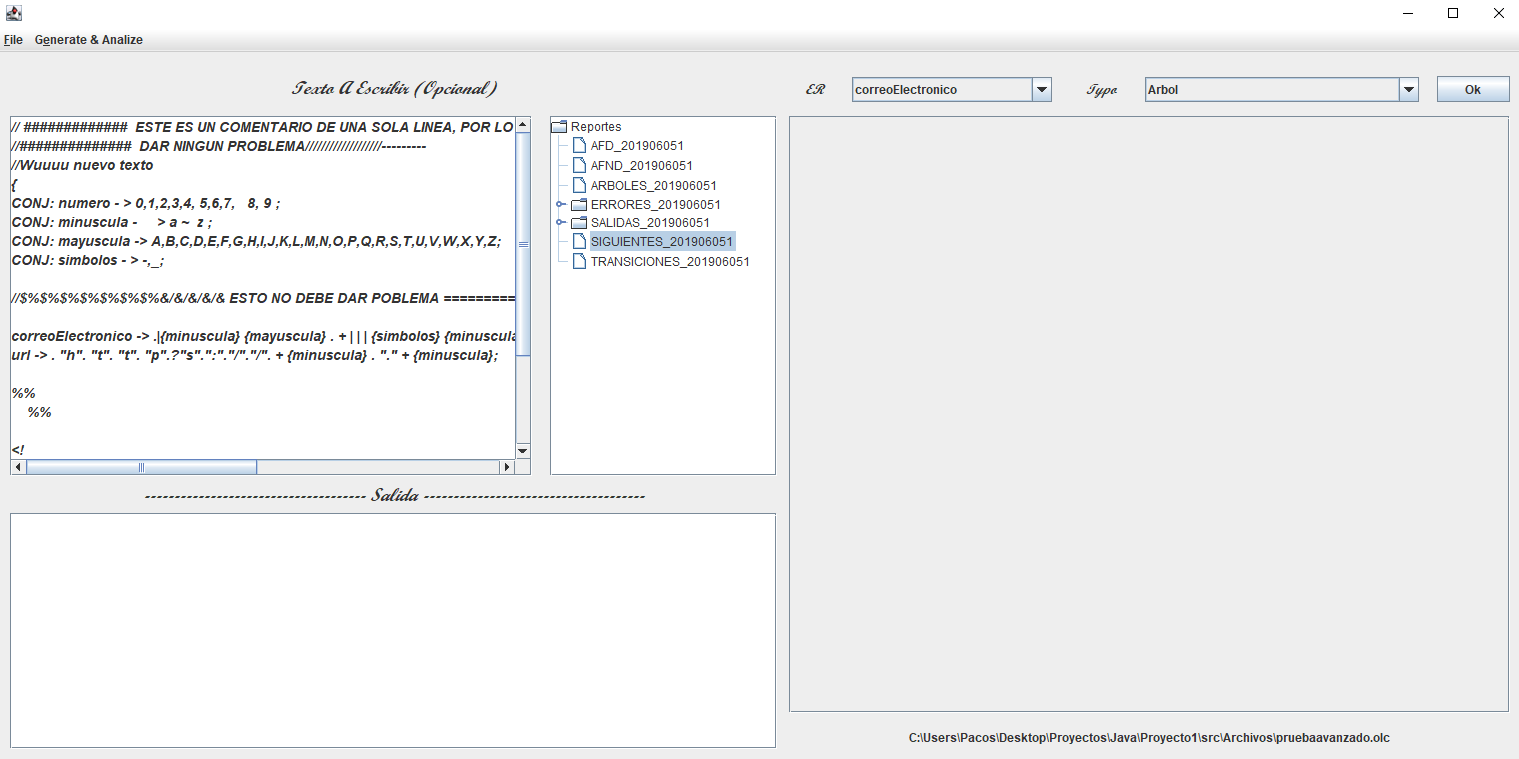 File Generate & Analize
Texto A Escribir (Opcional)
ER correoElectronico Typo Arbol Ok
// ############# ESTE ES UN COMENTARIO DE UNA SOLA LINEA, POR LO
//############## DAR NINGUN PROBLEMA///////////////////---------
//Wuuuu nuevo texto
{
CONJ: numero - > 0,1,2,3,4, 5,6,7,   8, 9 ;
CONJ: minuscula -     > a ~  z ;
CONJ: mayuscula -> A,B,C,D,E,F,G,H,I,J,K,L,M,N,O,P,Q,R,S,T,U,V,W,X,Y,Z;
CONJ: simbolos - > -,_;
//$%$%$%$%$%$%$%&/&/&/&/& ESTO NO DEBE DAR POBLEMA =========
correoElectronico -> .|{minuscula} {mayuscula} . + | | | {simbolos} {minuscula
url -> . "h". "t". "t". "p".?"s".":"."/"."/". + {minuscula} . "." + {minuscula};
%%
%%
<!
Reportes
AFD_201906051
AFND_201906051
ARBOLES_201906051
ERRORES_201906051
SALIDAS_201906051
SIGUIENTES_201906051
TRANSICIONES_201906051
------------------------------------- Salida -------------------------------------
C:\Users\Pacos\Desktop\Proyectos\Java\Proyecto1\src\Archivos\pruebaavanzado.olc